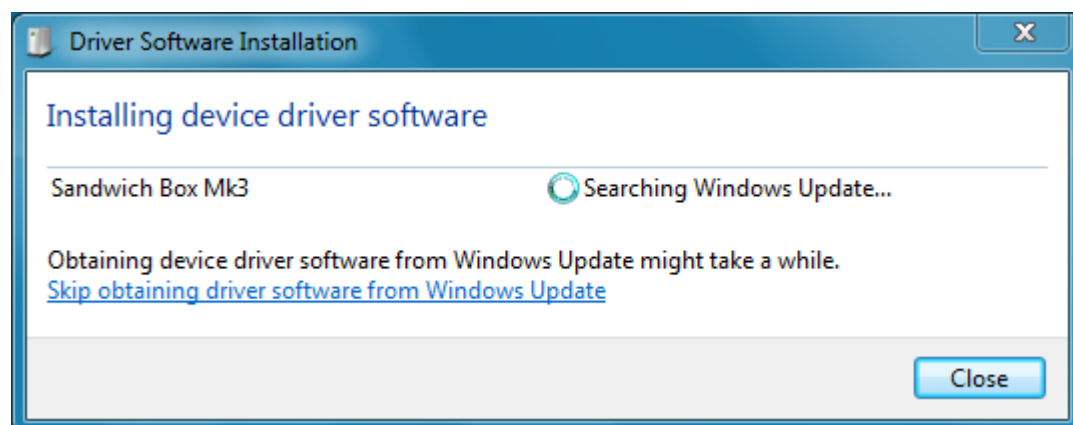 Driver Software Installation
Installing device driver software
Sandwich Box Mk3 Searching Windows Update...
Obtaining device driver software from Windows Update might take a while.
Skip obtaining driver software from Windows Update
Close